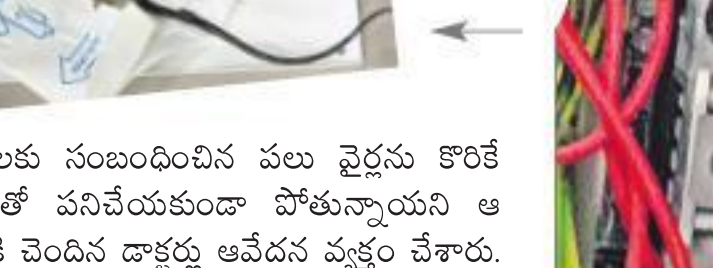 లకు సంబంధించిన పలు వైర్లను కొరికే
తో పనిచేయకుండా పోతున్నాయని ఆ
కి చెందిన డాక్టర్లు ఆవేదన వ్యక్తం చేశారు.